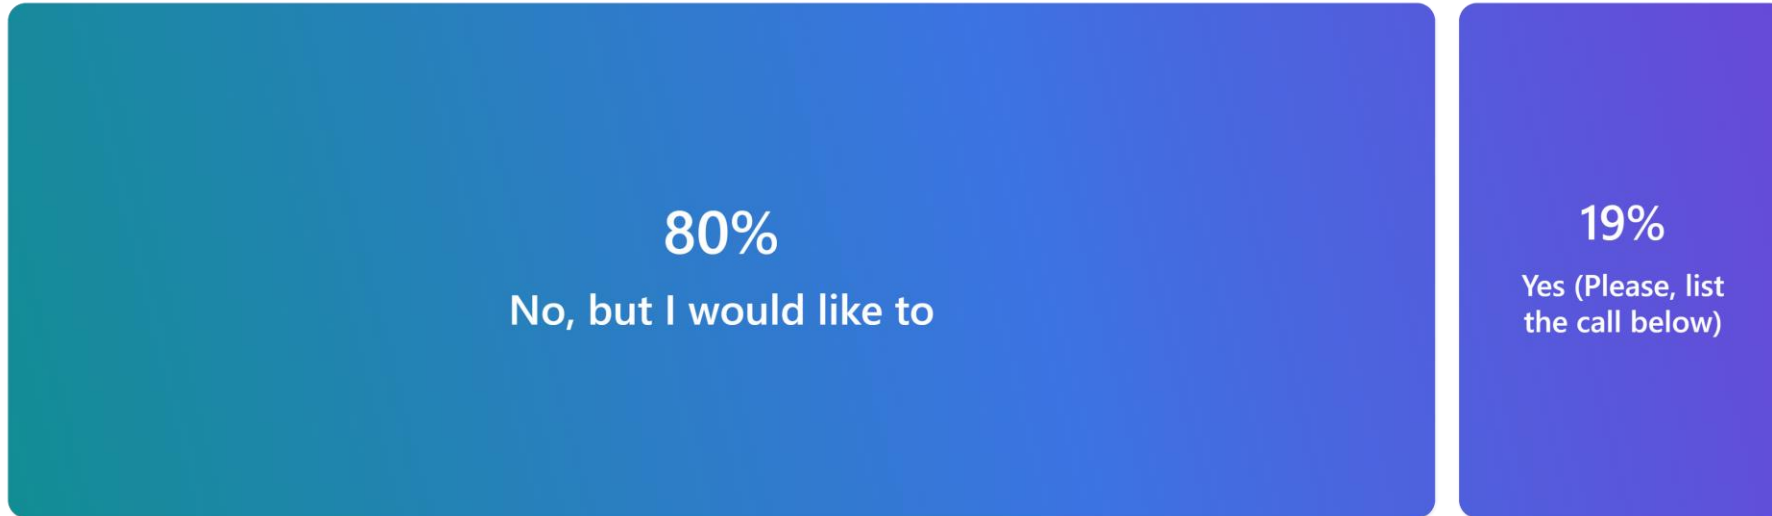 80%
No, but I would like to
19%
Yes (Please, list
the call below)